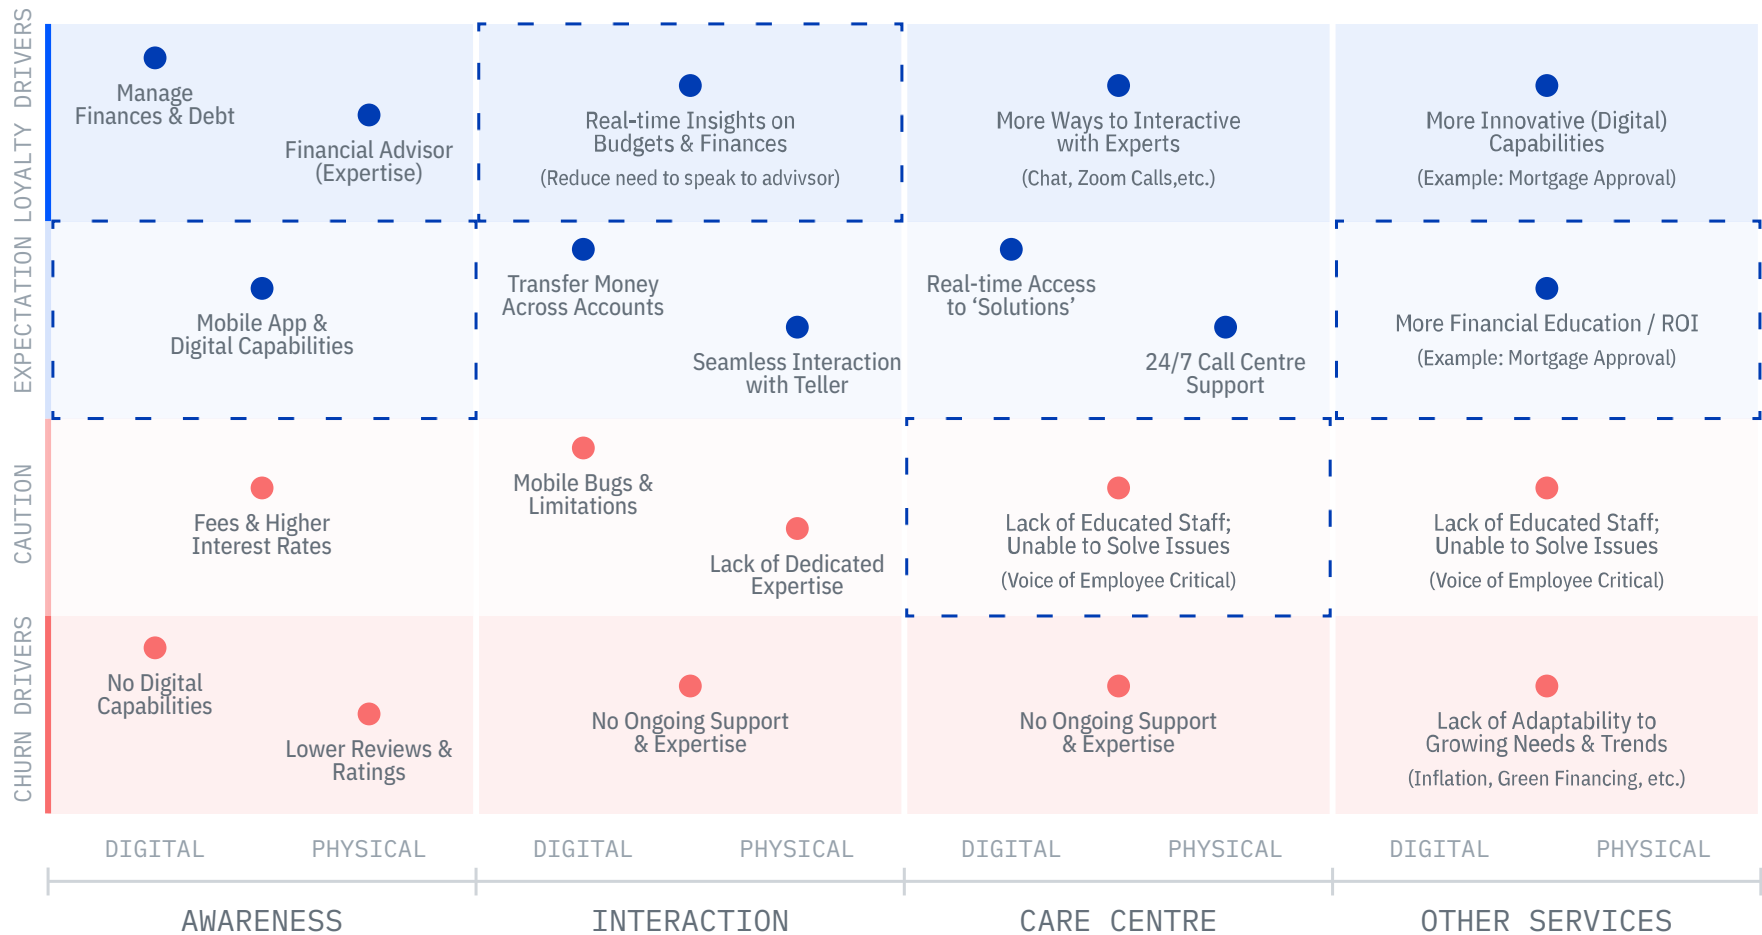 LOYALTY DRIVERS
Manage
Finances & Debt
Financial Advisor
(Expertise)
Real-time Insights on
Budgets & Finances
(Reduce need to speak to advivsor)
More Ways to Interactive
with Experts
(Chat, Zoom Calls,etc.)
More Innovative (Digital)
Capabilities
(Example: Mortgage Approval)
EXPECTATION
Mobile App &
Digital Capabilities
Transfer Money
Across Accounts
Seamless Interaction
with Teller
Real-time Access
to ‘Solutions’
24/7 Call Centre
Support
More Financial Education / ROI
(Example: Mortgage Approval)
CAUTION
Fees & Higher
Interest Rates
Mobile Bugs &
Limitations
Lack of Dedicated
Expertise
Lack of Educated Staff;
Unable to Solve Issues
(Voice of Employee Critical)
Lack of Educated Staff;
Unable to Solve Issues
(Voice of Employee Critical)
CHURN DRIVERS
No Digital
Capabilities
Lower Reviews &
Ratings
No Ongoing Support
& Expertise
No Ongoing Support
& Expertise
Lack of Adaptability to
Growing Needs & Trends
(Inflation, Green Financing, etc.)
DIGITAL PHYSICAL DIGITAL PHYSICAL DIGITAL PHYSICAL DIGITAL PHYSICAL
AWARENESS INTERACTION CARE CENTRE OTHER SERVICES